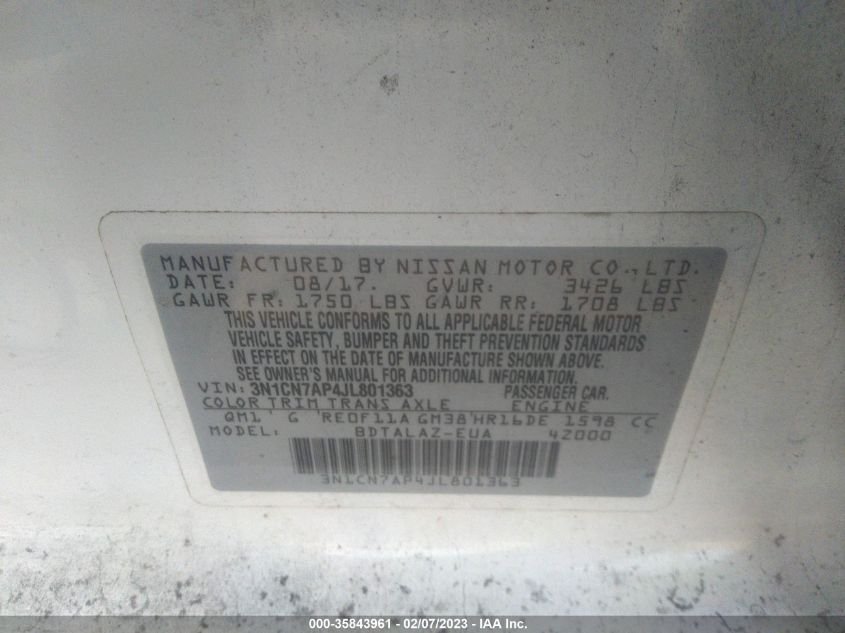 MANUFACTURED BY NISSAN MOTOR CO., LTD.
DATE: 08/17. GVWR: 3426 LBS
GAWR FR: 1750 LBS GAWR RR: 1708 LBS
THIS VEHICLE CONFORMS TO ALL APPLICABLE FEDERAL MOTOR
VEHICLE SAFETY, BUMPER AND THEFT PREVENTION STANDARDS
IN EFFECT ON THE DATE OF MANUFACTURE SHOWN ABOVE.
SEE OWNER'S MANUAL FOR ADDITIONAL INFORMATION.
VIN: 3N1CN7AP4JL801363 PASSENGER CAR.
COLOR TRIM TRANS AXLE ENGINE
QM1 G RE0F11A GM38 HR16DE 1598 CC
MODEL: BDTALAZ-EUA 42000
3N1CN7AP4JL801363
000-35843961 - 02/07/2023 - IAA Inc.